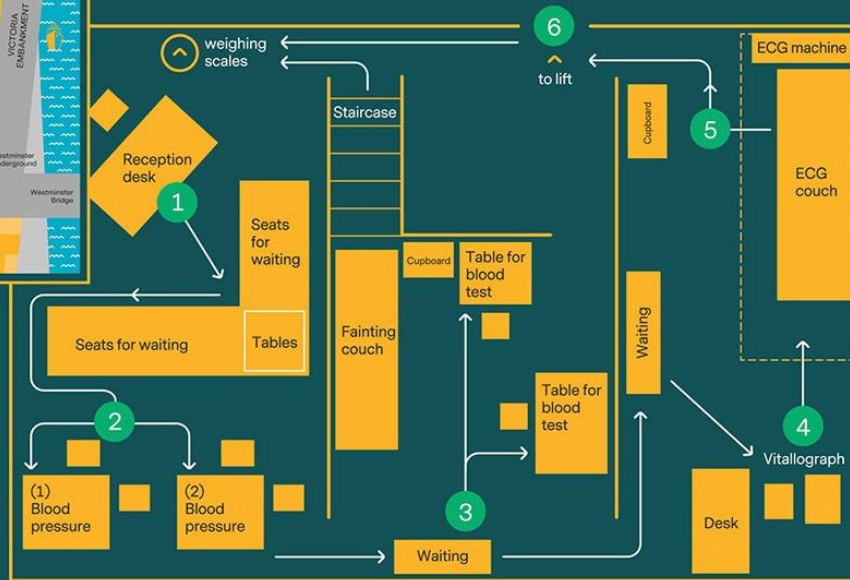 VICTORIA
EMBANKMENT
Westminster
Bridge
weighing
scales
6
to lift
ECG machine
Staircase
Cupboard
5
Reception
desk
1
ECG
couch
Seats
for
waiting
Cupboard
Table for
blood
test
Seats for waiting
Tables
Fainting
couch
Waiting
Table for
blood
test
2
4
Vitallograph
(1)
Blood
pressure
(2)
Blood
pressure
3
Desk
Waiting